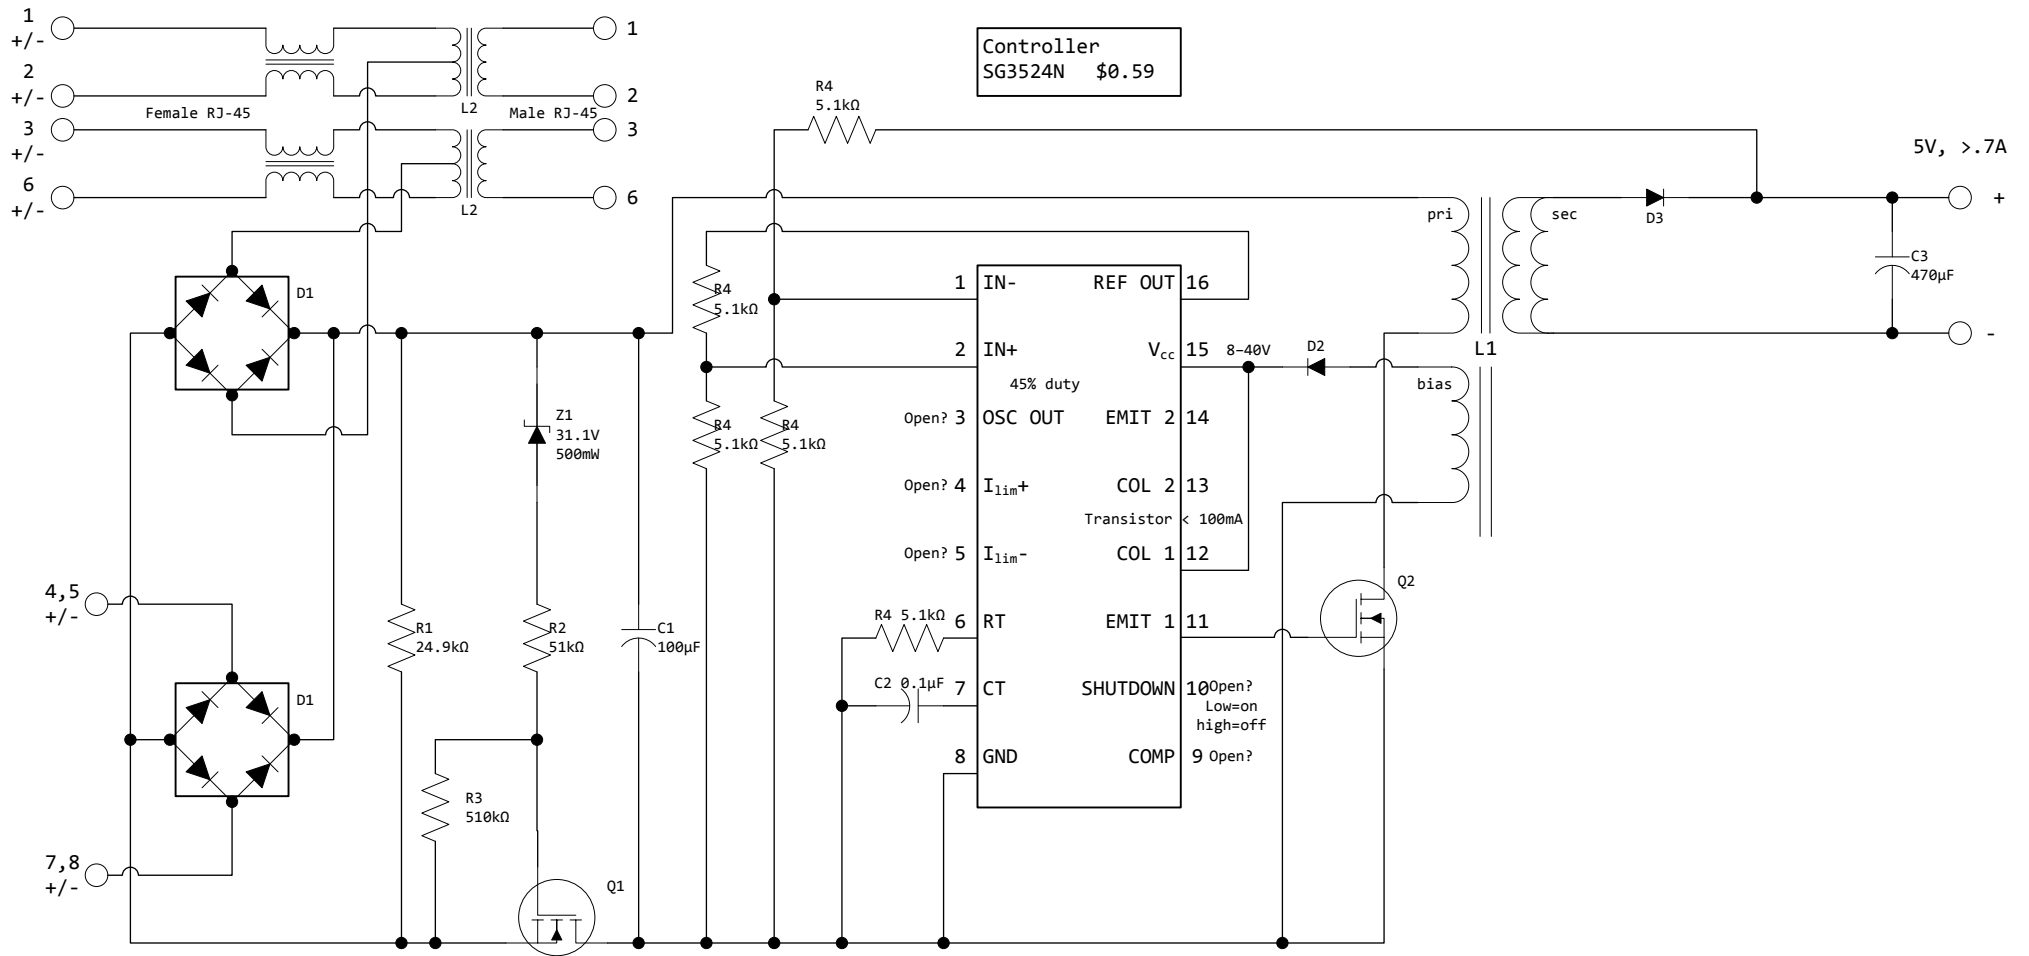 1
+/-
2
+/-
Female RJ-45
3
+/-
6
+/-
L2
L2
Male RJ-45
1
2
3
6
Controller
SG3524N $0.59
R4
5.1kΩ
5V, >.7A
+
-
pri
sec
D3
C3
470µF
L1
bias
D2
8–40V
D1
D1
4,5
+/-
7,8
+/-
R1
24.9kΩ
Z1
31.1V
500mW
R2
51kΩ
R3
510kΩ
C1
100µF
Q1
R4
5.1kΩ
R4
5.1kΩ
R4
5.1kΩ
1 IN- REF OUT 16
2 IN+ Vcc 15
45% duty
Open? 3 OSC OUT EMIT 2 14
Open? 4 Ilim+ COL 2 13
Transistor < 100mA
Open? 5 Ilim- COL 1 12
R4 5.1kΩ 6 RT EMIT 1 11
C2 0.1µF 7 CT SHUTDOWN 10 Open?
Low=on
high=off
8 GND COMP 9 Open?
Q2